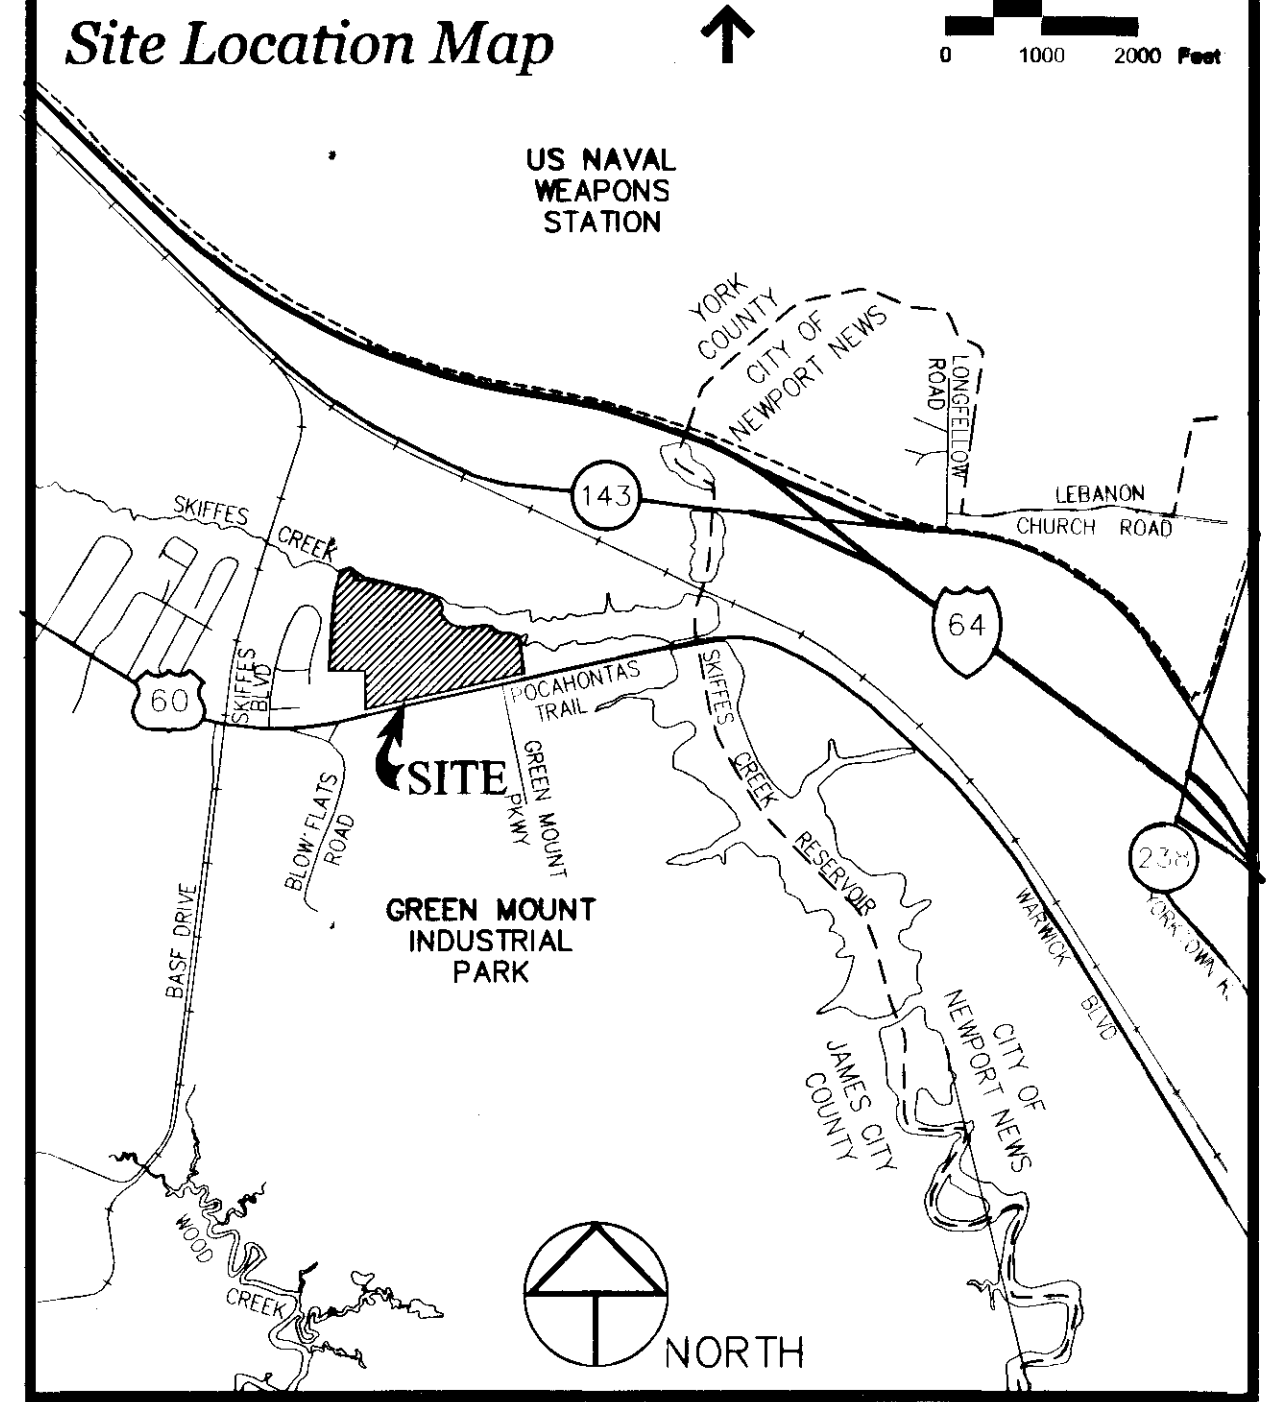 Site Location Map
0 1000 2000 Feet
US NAVAL
WEAPONS
STATION
YORK
COUNTY
CITY OF
NEWPORT NEWS
LONGFELLOW
ROAD
143
LEBANON
CHURCH ROAD
SKIFFES
CREEK
64
60
SKIFFES
BLVD
POCAHONTAS
TRAIL
SITE
GREEN MOUNT
PKWY
BLOW FLATS
ROAD
SKIFFES
CREEK
RESERVOIR
238
YORKTOWN
WARWICK
BLVD
BASF DRIVE
GREEN MOUNT
INDUSTRIAL
PARK
CITY OF
NEWPORT NEWS
JAMES CITY
COUNTY
WOOD
CREEK
NORTH